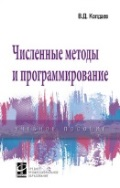 В.Д. Колдаев
Численные методы
и программирование
УЧЕБНОЕ ПОСОБИЕ